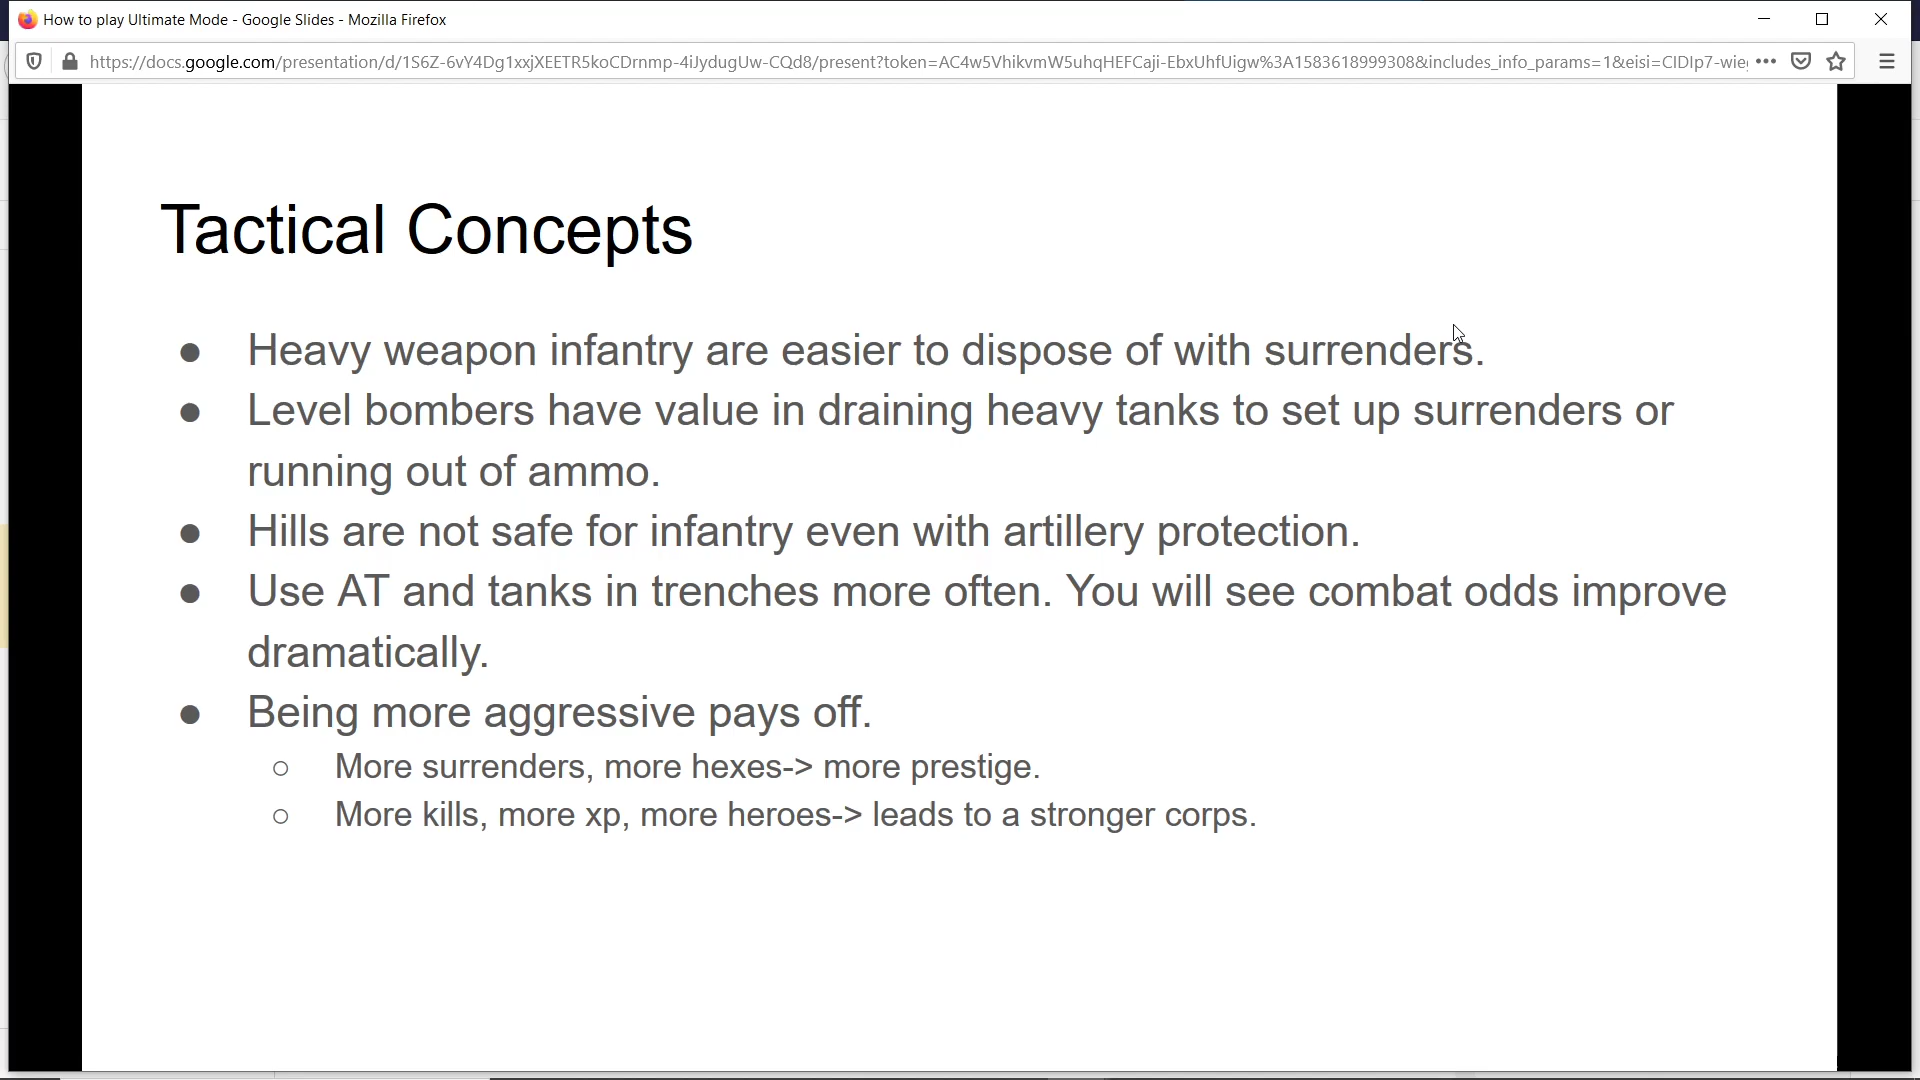 How to play Ultimate Mode - Google Slides - Mozilla Firefox
https://docs.google.com/presentation/d/1S6Z-6vY4Dg1xxjXEETR5koCDrnmp-4iJydugUw-CQd8/present?token=AC4w5VhikvmW5uhqHEFCaji-EbxUhfUigw%3A1583618999308&includes_info_params=1&eisi=CIDIp7-wie
Tactical Concepts
● Heavy weapon infantry are easier to dispose of with surrenders.
● Level bombers have value in draining heavy tanks to set up surrenders or
running out of ammo.
● Hills are not safe for infantry even with artillery protection.
● Use AT and tanks in trenches more often. You will see combat odds improve
dramatically.
● Being more aggressive pays off.
○ More surrenders, more hexes-> more prestige.
○ More kills, more xp, more heroes-> leads to a stronger corps.